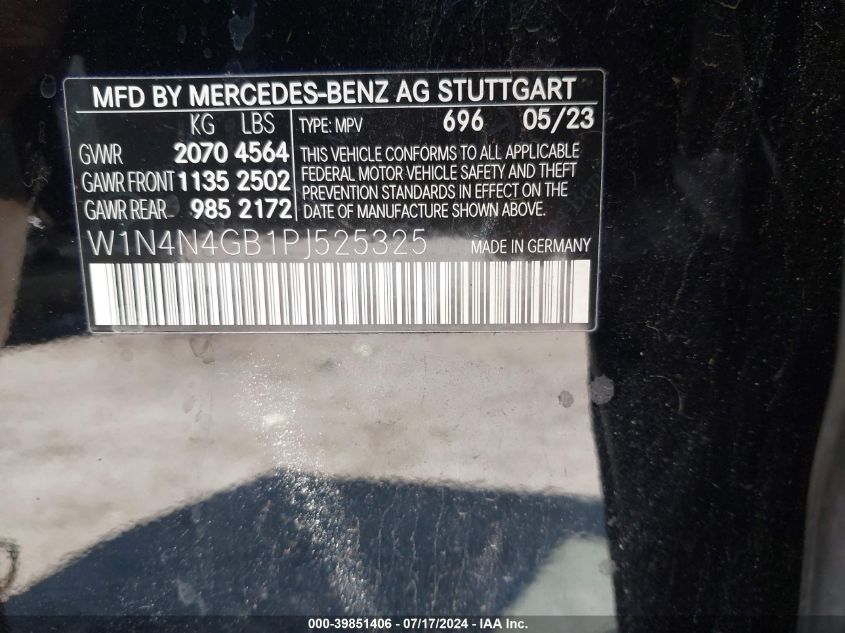 MFD BY MERCEDES-BENZ AG STUTTGART
KG LBS
GVWR 2070 4564
GAWR FRONT 1135 2502
GAWR REAR 985 2172
TYPE: MPV 696 05/23
THIS VEHICLE CONFORMS TO ALL APPLICABLE
FEDERAL MOTOR VEHICLE SAFETY AND THEFT
PREVENTION STANDARDS IN EFFECT ON THE
DATE OF MANUFACTURE SHOWN ABOVE.
W1N4N4GB1PJ525325 MADE IN GERMANY
000-39851406 - 07/17/2024 - IAA Inc.